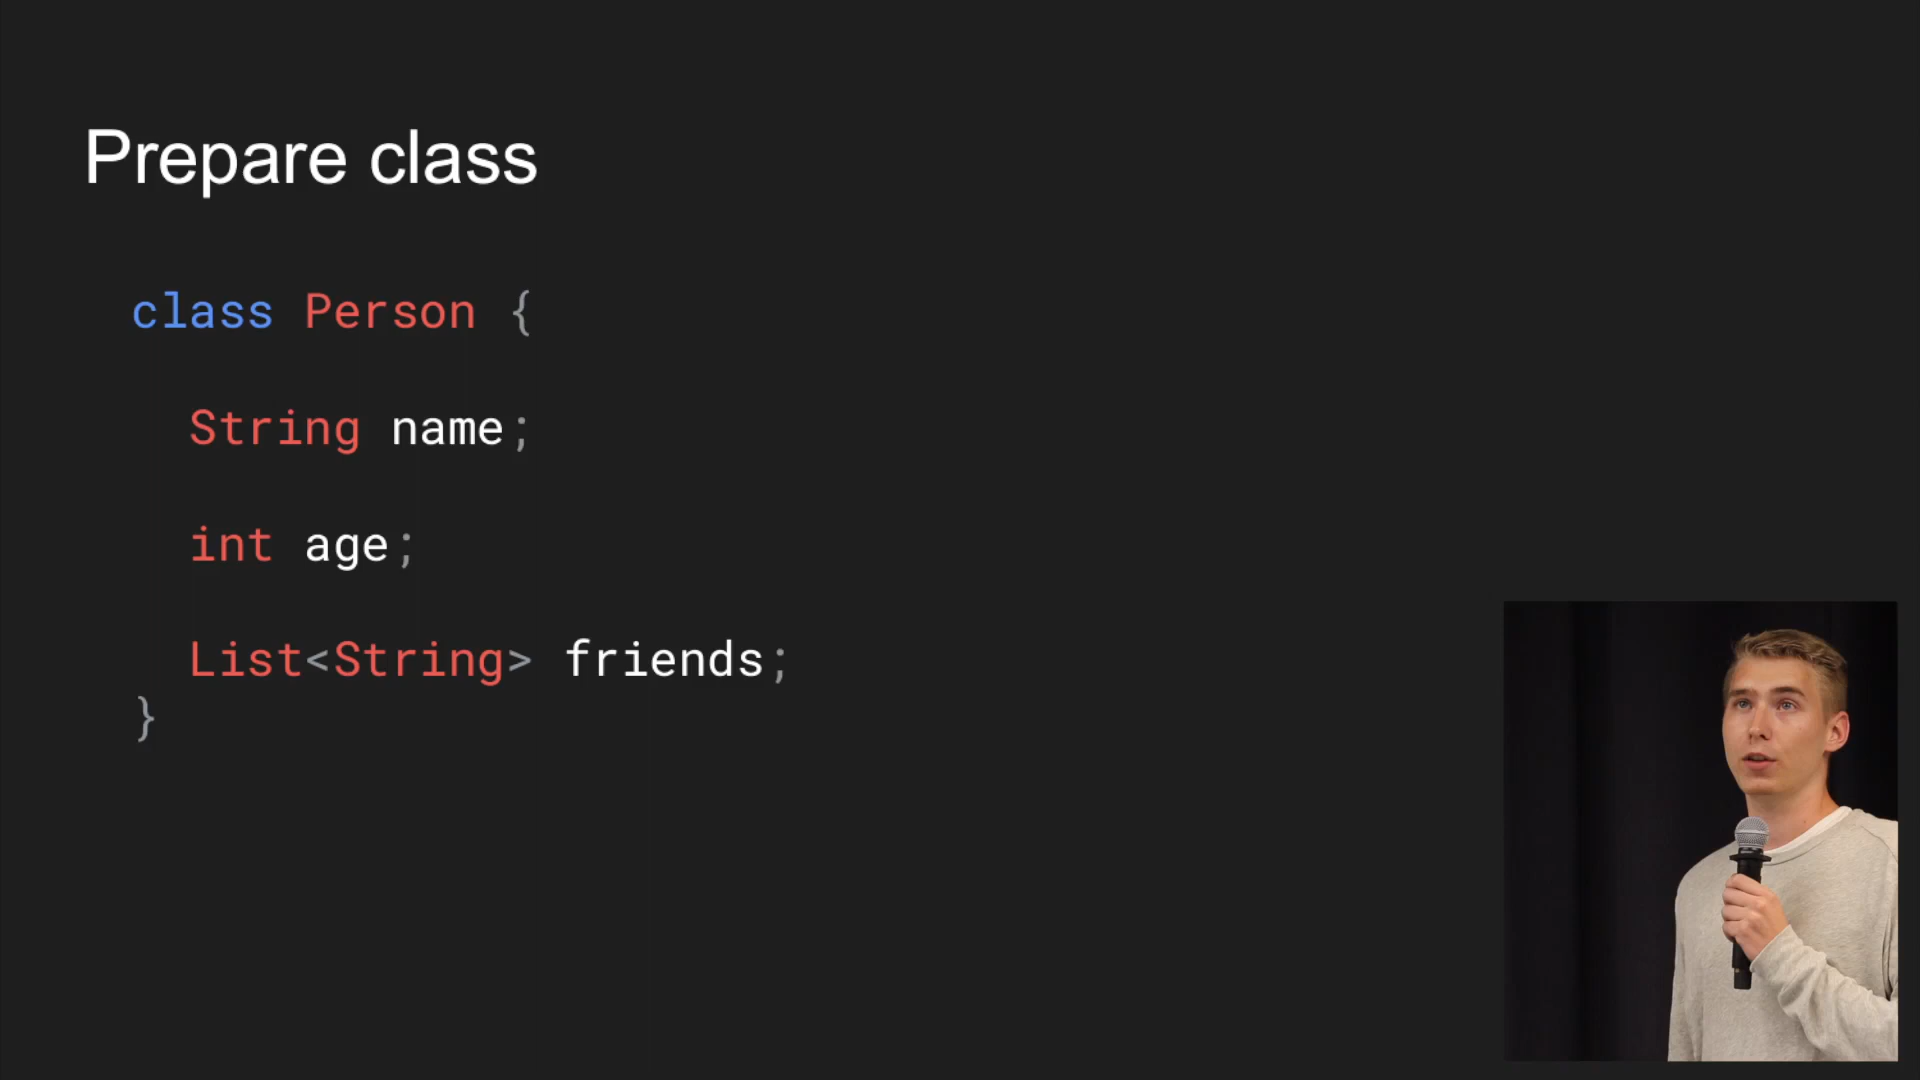 Prepare class
class Person {
String name;
int age;
List<String> friends;
}